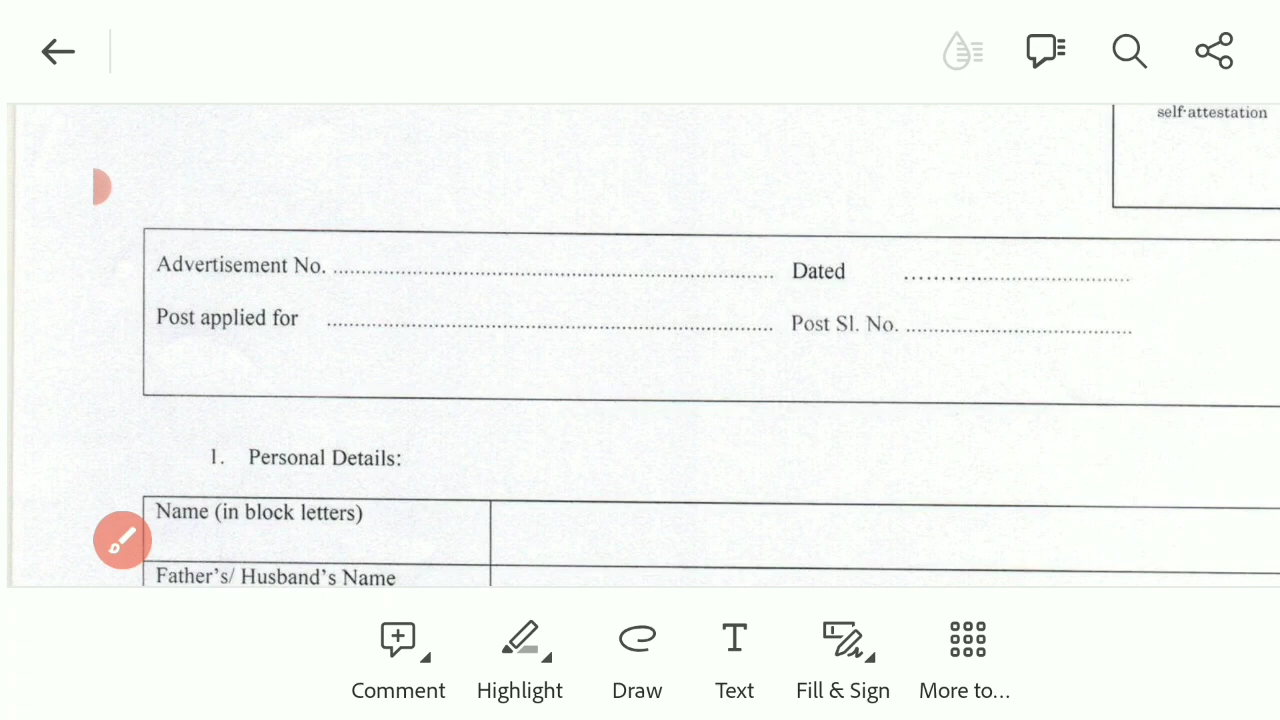 self-attestation
Advertisement No. ........................................................................ Dated ......................................
Post applied for ........................................................................ Post Sl. No. ......................................
1. Personal Details:
Name (in block letters)
Father's/ Husband's Name
Comment Highlight Draw Text Fill & Sign More to...